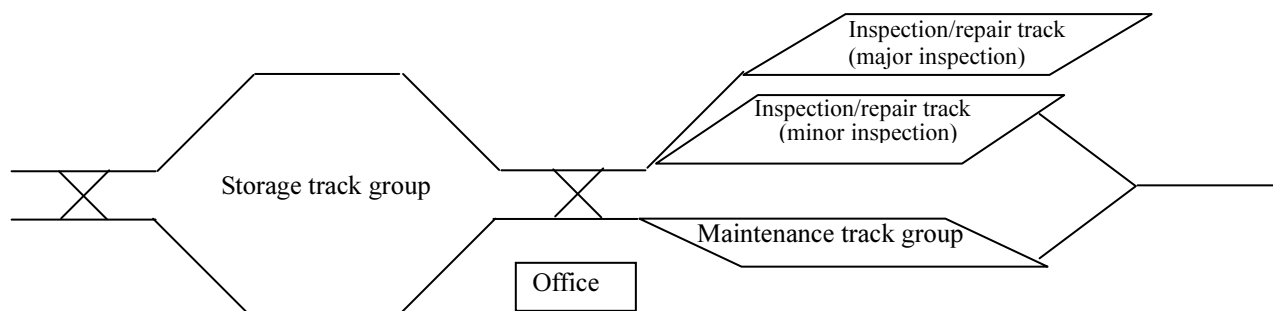 Inspection/repair track
(major inspection)
Inspection/repair track
(minor inspection)
Storage track group
Maintenance track group
Office